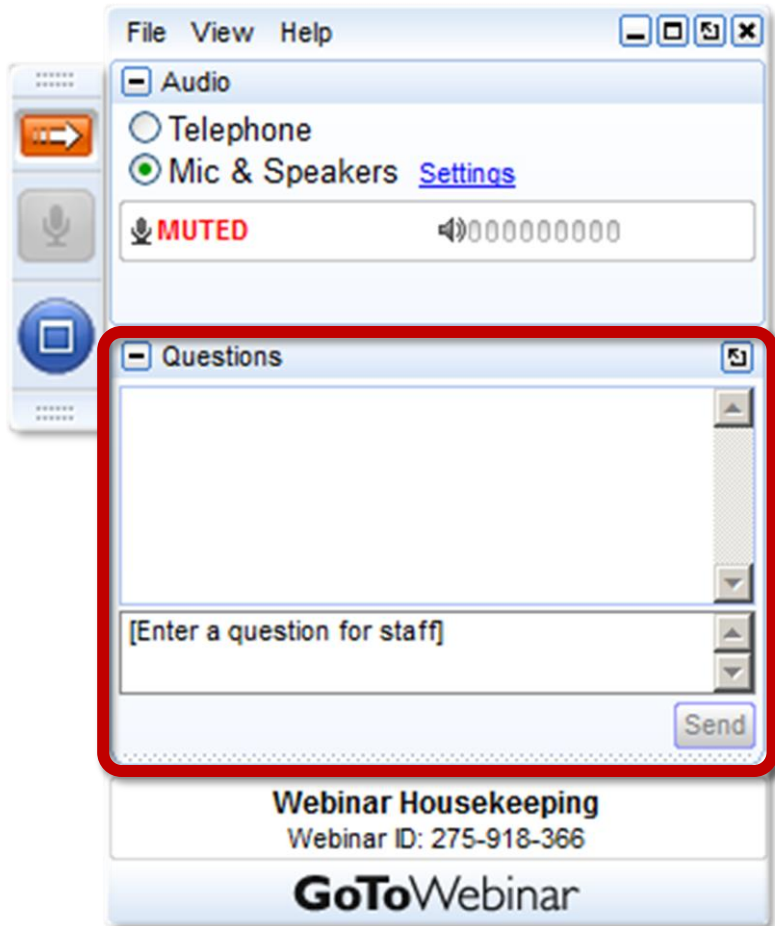 File View Help
Audio
Telephone
Mic & Speakers Settings
MUTED
Questions
[Enter a question for staff]
Send
Webinar Housekeeping
Webinar ID: 275-918-366
GoToWebinar